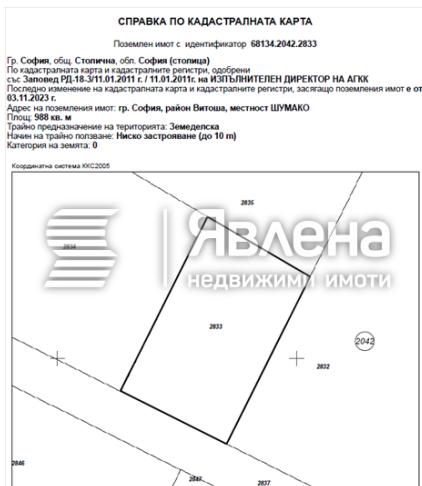 СПРАВКА ПО КАДАСТРАЛНАТА КАРТА
Поземлен имот с идентификатор 68134.2042.2833
Гр. София, общ. Столична, обл. София (столица)
По кадастралната карта и кадастралните регистри, одобрени
със Заповед РД-18-3/11.01.2011 г. / 11.01.2011г. на ИЗПЪЛНИТЕЛЕН ДИРЕКТОР НА АГКК
Последно изменение на кадастралната карта и кадастралните регистри, засягащо поземления имот е от
03.11.2023 г.
Адрес на поземления имот: гр. София, район Витоша, местност ШУМАКО
Площ: 988 кв. м
Трайно предназначение на територията: Земеделска
Начин на трайно ползване: Ниско застрояване (до 10 m)
Категория на земята: 0
Координатна система ККС2005
2835
2834
Явлена
недвижими имоти
2833
2042
2832
2846
2847
2837